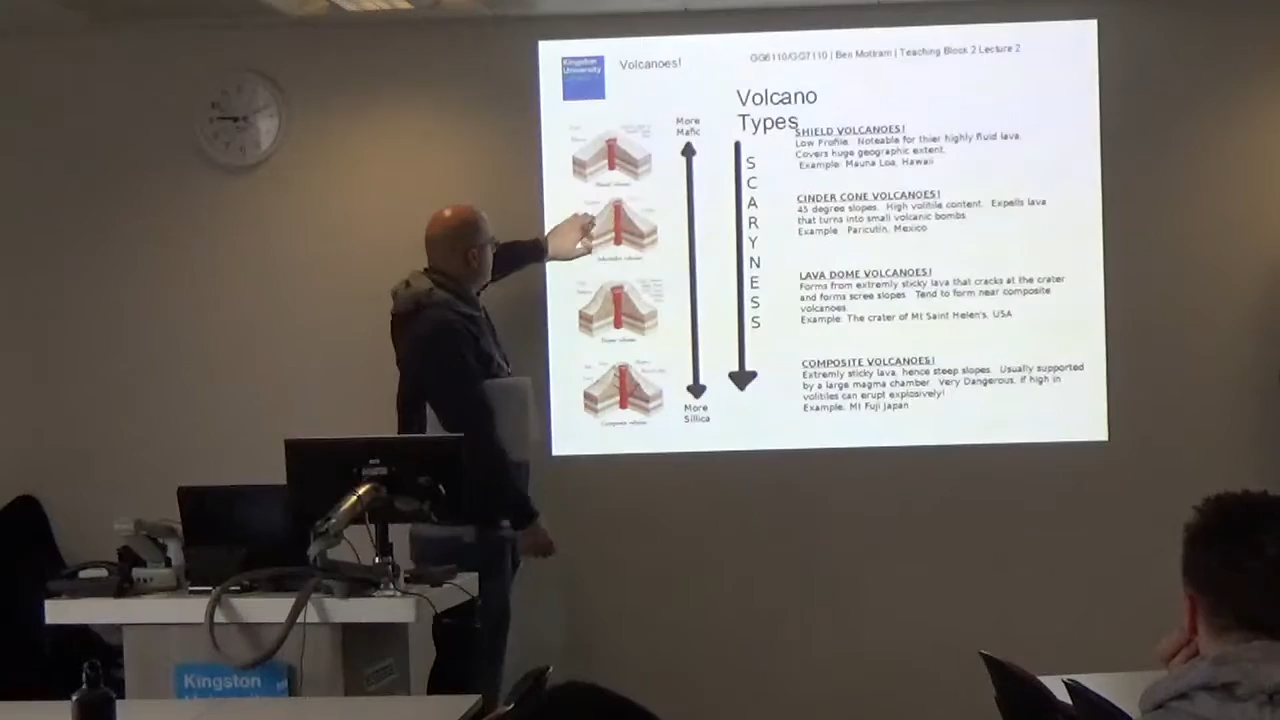 Kingston
University
Volcanoes!
GG6110/GG7110 | Ben Mottram | Teaching Block 2 Lecture 2
Volcano
Types
More
Mafic
SCARYNESS
More
Sillica
SHIELD VOLCANOES!
Low Profile. Noteable for thier highly fluid lava.
Covers huge geographic extent.
Example: Mauna Loa, Hawaii
CINDER CONE VOLCANOES!
45 degree slopes. High volitile content. Expells lava
that turns into small volcanic bombs
Example: Paricutin, Mexico
LAVA DOME VOLCANOES!
Forms from extremely sticky lava that cracks at the crater
and forms scree slopes. Tend to form near composite
volcanoes.
Example: The crater of Mt Saint Helen's, USA
COMPOSITE VOLCANOES!
Extremly sticky lava, hence steep slopes. Usually supported
by a large magma chamber. Very Dangerous, if high in
volitiles can erupt explosively!
Example: Mt Fuji Japan
Kingston